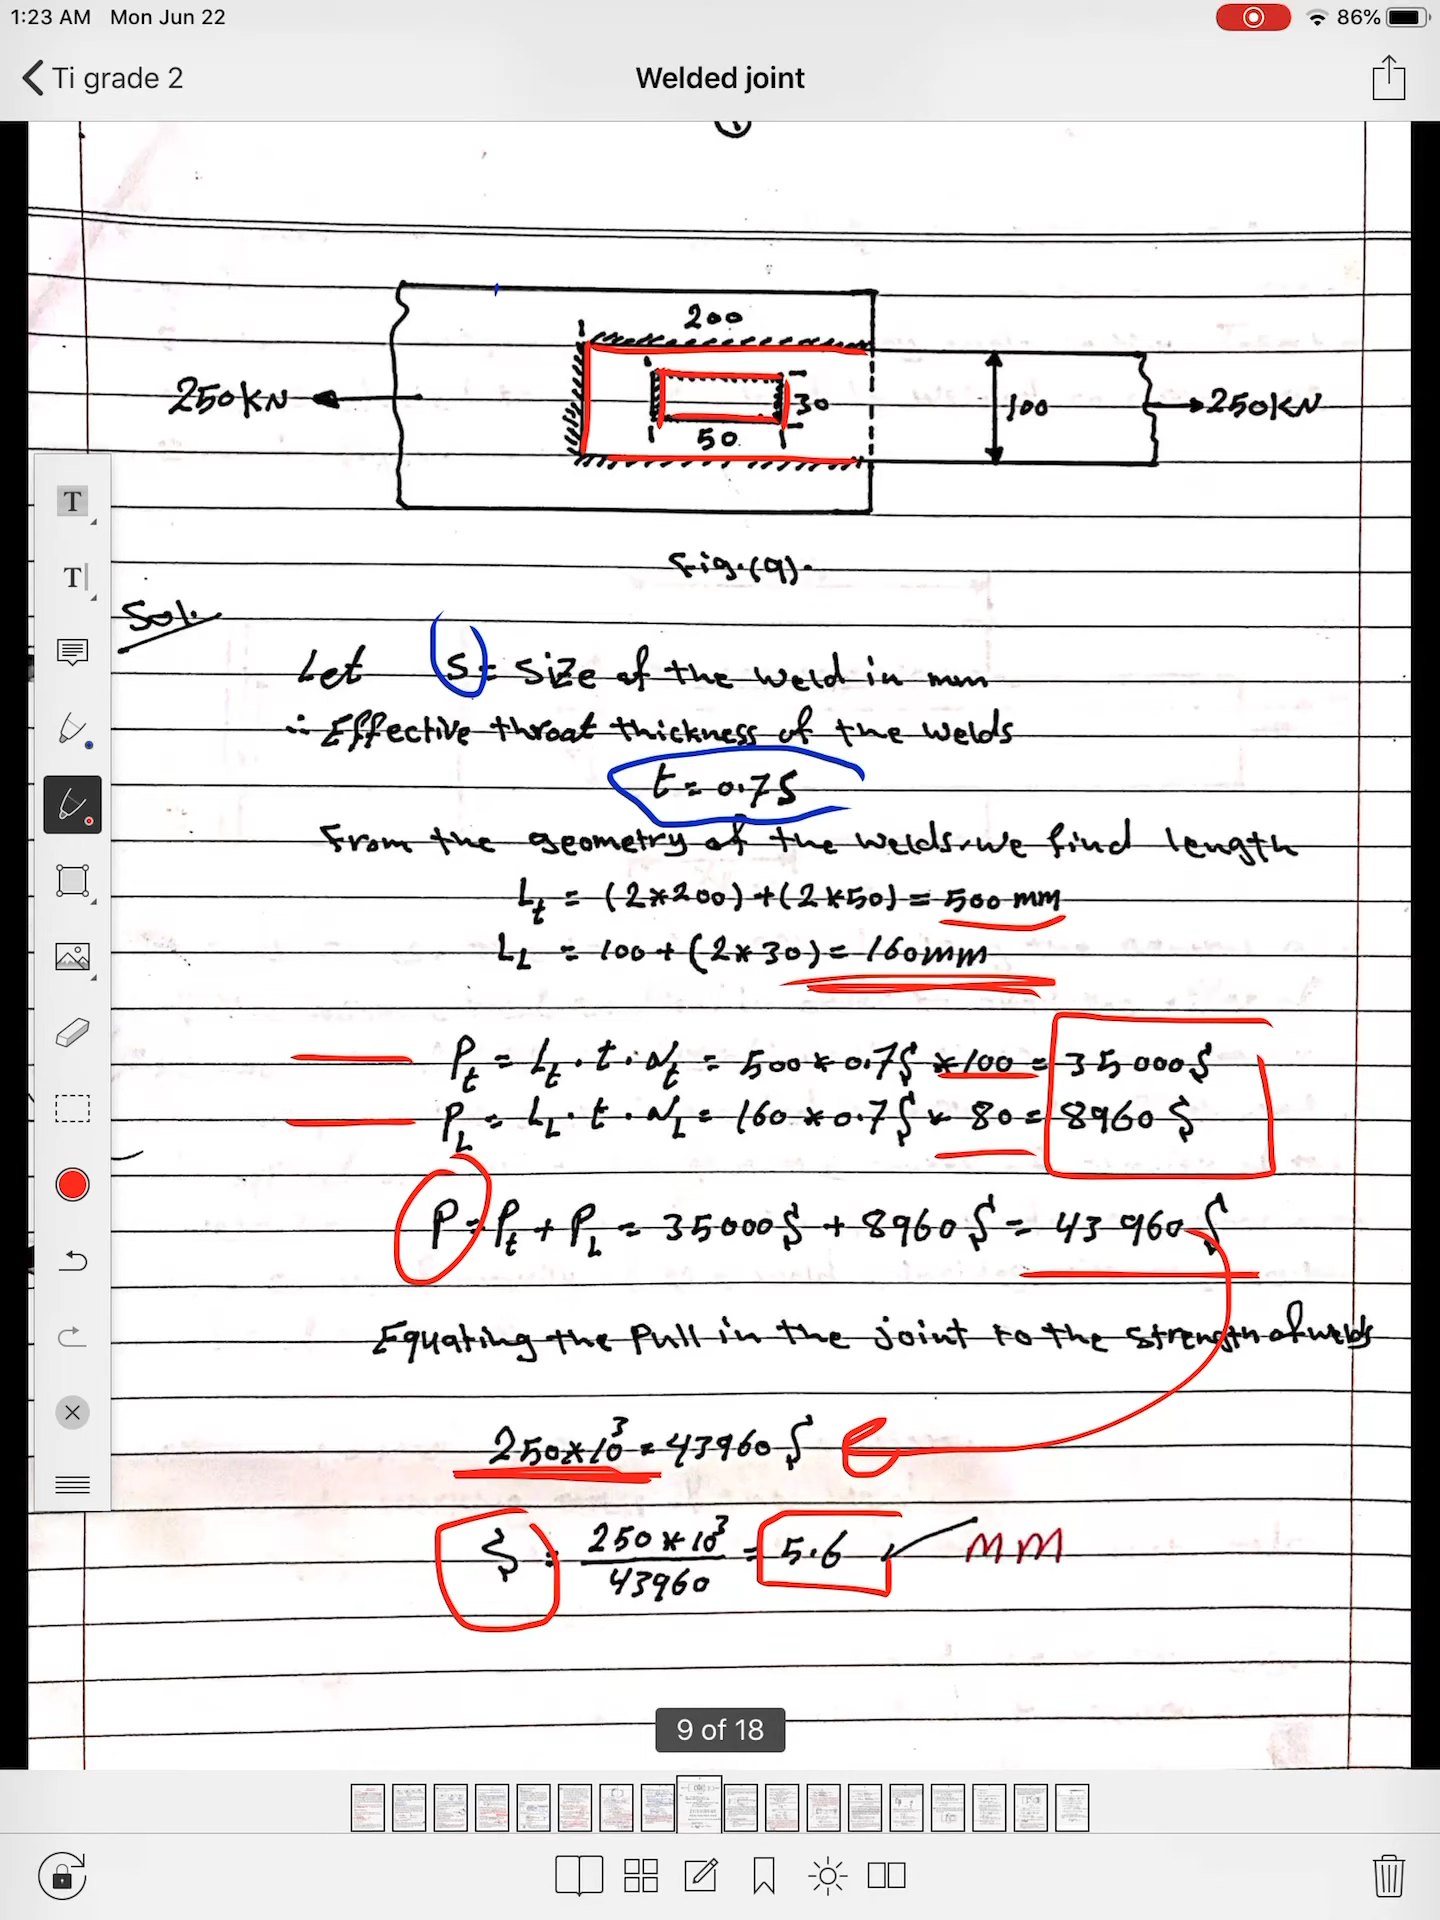 1:23 AM Mon Jun 22
86%
Ti grade 2
Welded joint
200
250KN
30
50
100
250KN
Fig.(9).
Sol.
Let S = Size of the weld in mm
∴ Effective throat thickness of the welds
t = 0.7S
From the geometry of the welds, we find length
Lt = (2*200) + (2*50) = 500 mm
LL = 100 + (2*30) = 160mm
Pt = Lt . t . σt = 500 * 0.7S * 100 = 35000S
PL = LL . t . σL = 160 * 0.7S * 80 = 8960 S
P = Pt + PL = 35000S + 8960S = 43960 S
Equating the Pull in the joint to the strength of welds
250*10³ = 43960 S
S = 250*10³ / 43960 = 5.6 mm
T
T
9 of 18